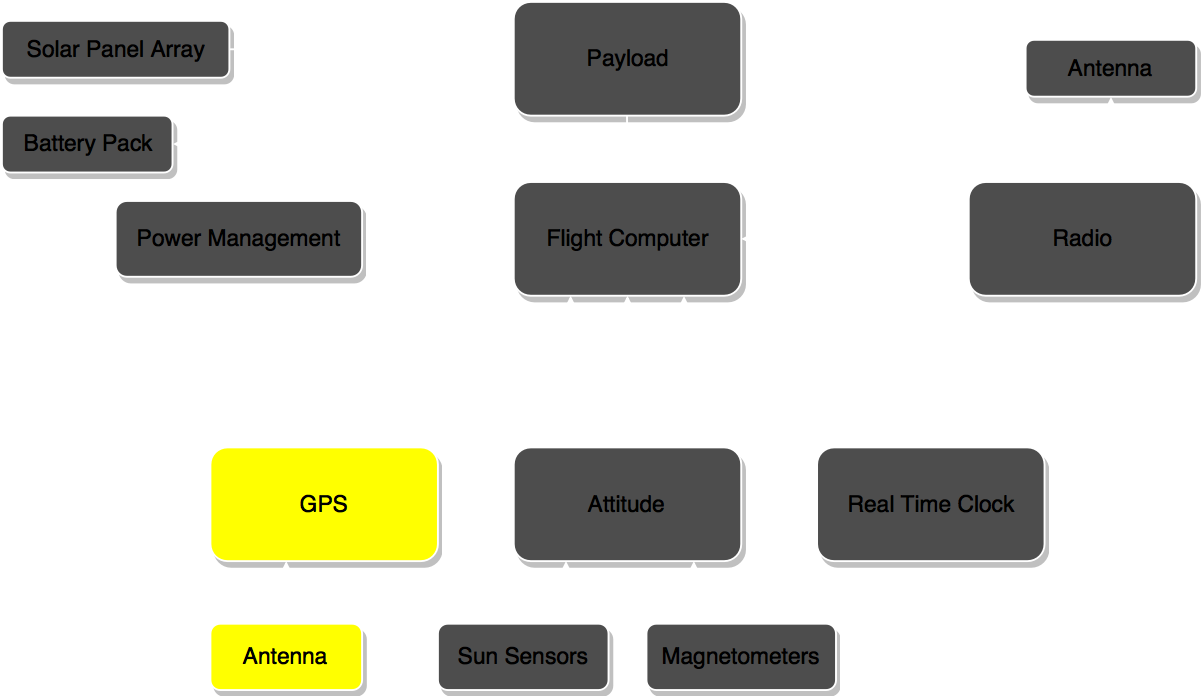 Solar Panel Array
Payload
Antenna
Battery Pack
Power Management
Flight Computer
Radio
GPS
Attitude
Real Time Clock
Antenna
Sun Sensors
Magnetometers